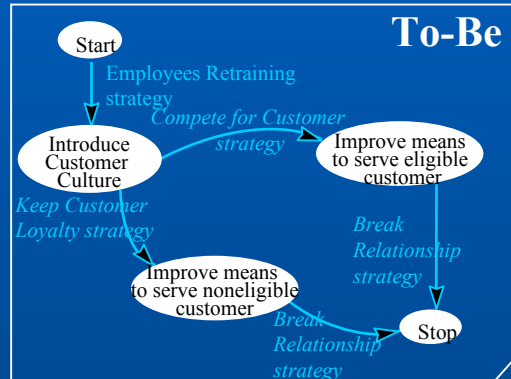 To-Be
Start
Employees Retraining
strategy
Compete for Customer
strategy
Introduce
Customer
Culture
Improve means
to serve eligible
customer
Keep Customer
Loyalty strategy
Break
Relationship
strategy
Improve means
to serve noneligible
customer
Break
Relationship
strategy
Stop